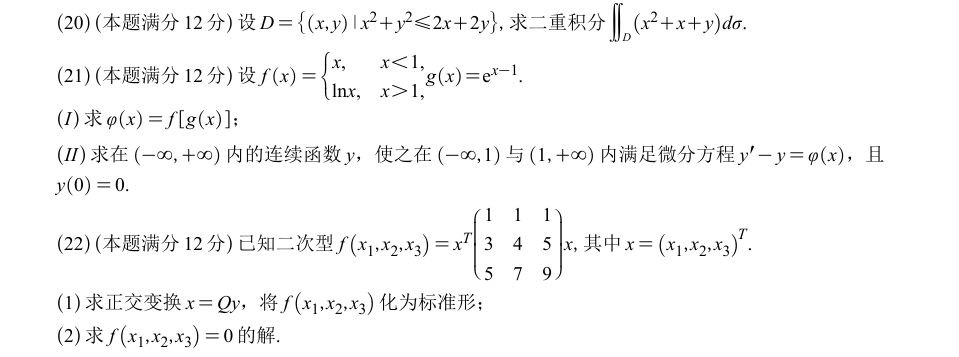 (20)(本题满分 12 分) 设 D={(x,y)|x²+y²≤2x+2y}, 求二重积分∬_D(x²+x+y)dσ.
(21)(本题满分 12 分) 设 f(x)={x, x<1, lnx, x>1, g(x)=e^{x−1}.
(I) 求 φ(x)=f[g(x)];
(II) 求在 (−∞,+∞) 内的连续函数 y，使之在 (−∞,1) 与 (1,+∞) 内满足微分方程 y′−y=φ(x)，且
y(0)=0.
(22)(本题满分 12 分) 已知二次型 f(x₁,x₂,x₃)=x^T(1 1 1; 3 4 5; 5 7 9)x, 其中 x=(x₁,x₂,x₃)^T.
(1) 求正交变换 x=Qy，将 f(x₁,x₂,x₃) 化为标准形;
(2) 求 f(x₁,x₂,x₃)=0 的解.